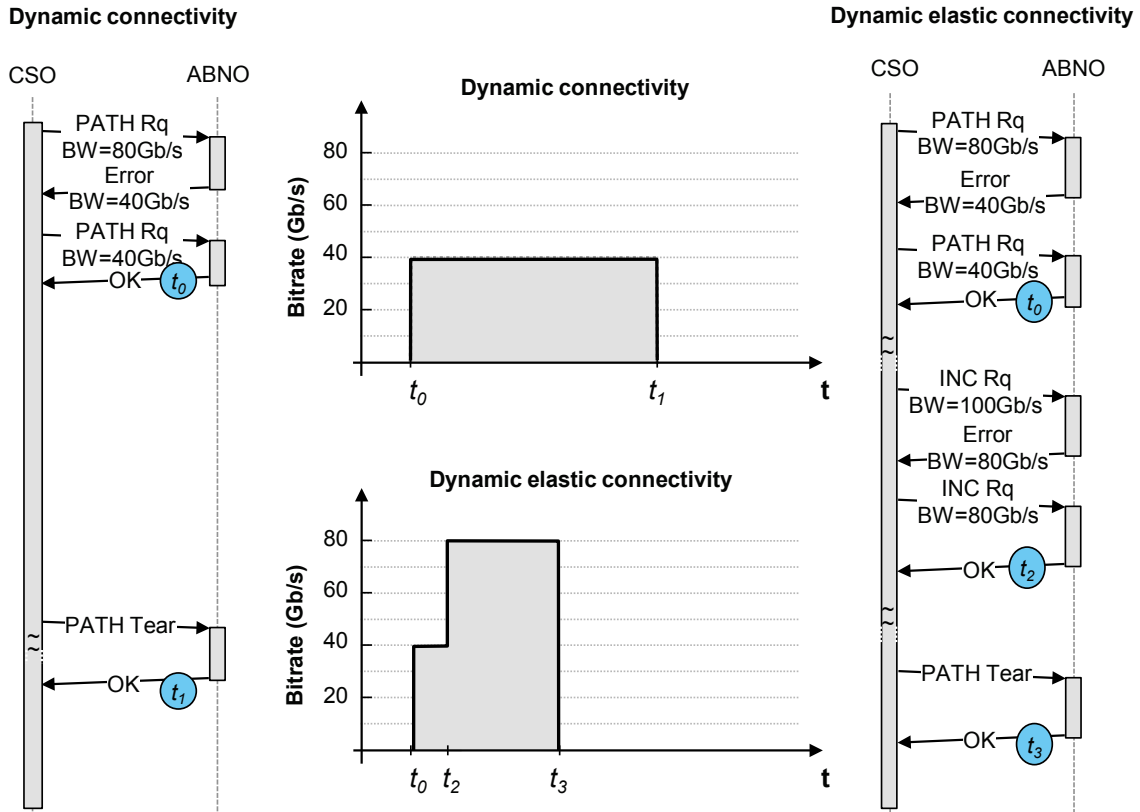 Dynamic connectivity
CSO
ABNO
PATH Rq
BW=80Gb/s
Error
BW=40Gb/s
PATH Rq
BW=40Gb/s
OK
t0
~
~
PATH Tear
OK
t1
Dynamic connectivity
Bitrate (Gb/s)
80
60
40
20
t0
t1
t
Dynamic elastic connectivity
Bitrate (Gb/s)
80
60
40
20
t0
t2
t3
t
Dynamic elastic connectivity
CSO
ABNO
PATH Rq
BW=80Gb/s
Error
BW=40Gb/s
PATH Rq
BW=40Gb/s
OK
t0
~
~
INC Rq
BW=100Gb/s
Error
BW=80Gb/s
INC Rq
BW=80Gb/s
OK
t2
~
~
PATH Tear
OK
t3